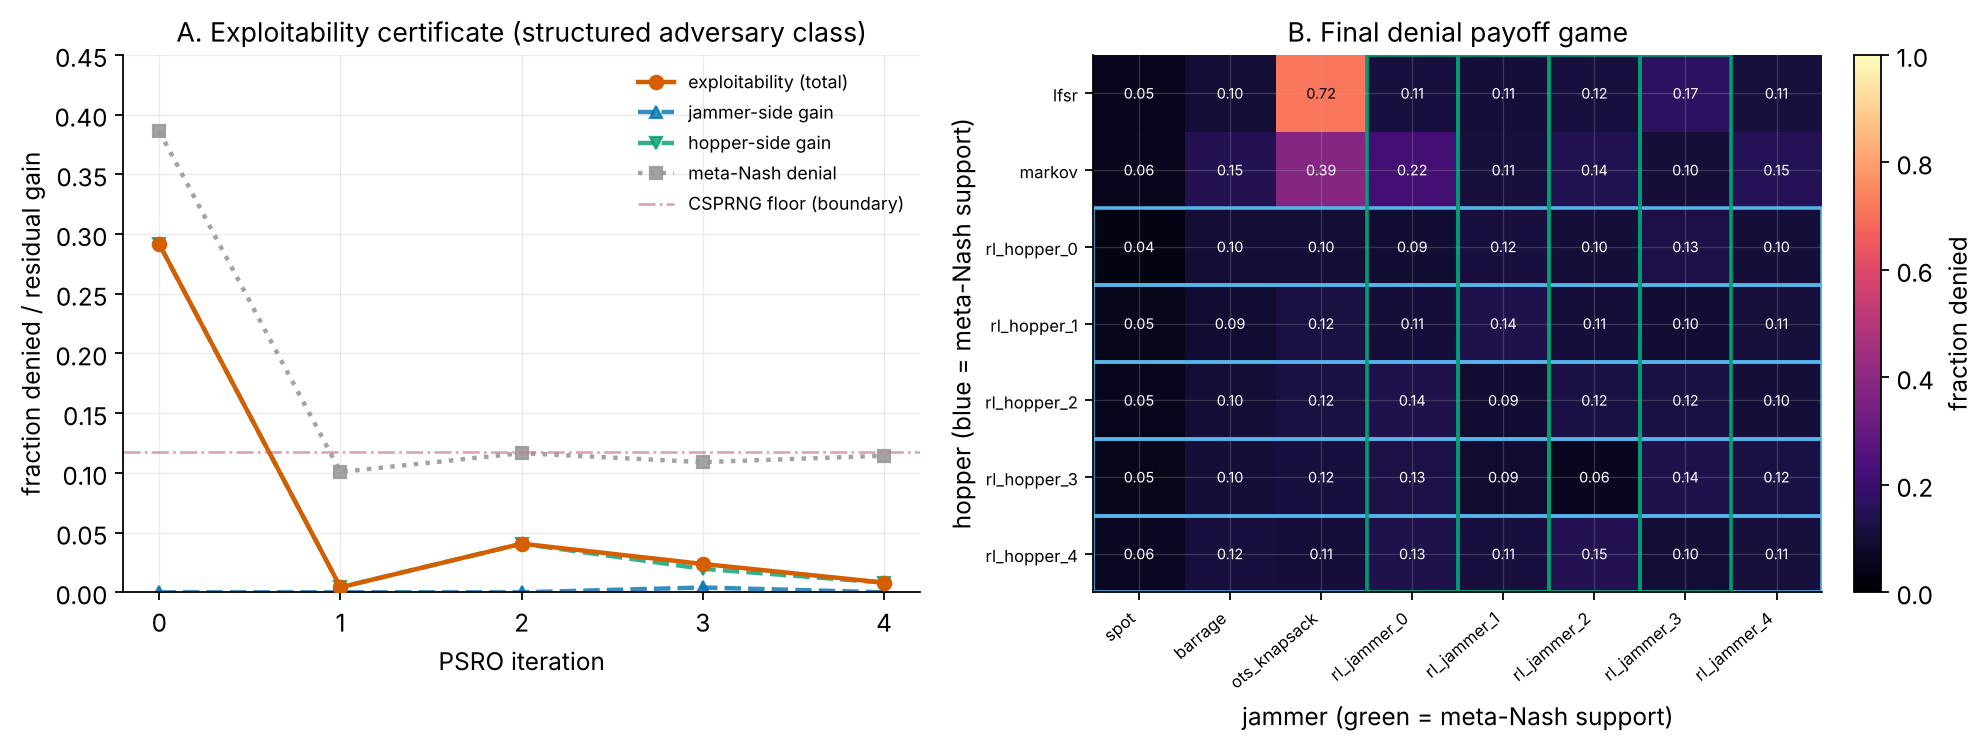 A. Exploitability certificate (structured adversary class)
fraction denied / residual gain
0.45
0.40
0.35
0.30
0.25
0.20
0.15
0.10
0.05
0.00
exploitability (total)
jammer-side gain
hopper-side gain
meta-Nash denial
CSPRNG floor (boundary)
0 1 2 3 4
PSRO iteration
B. Final denial payoff game
hopper (blue = meta-Nash support)
lfsr 0.05 0.10 0.72 0.11 0.11 0.12 0.17 0.11
markov 0.06 0.15 0.39 0.22 0.11 0.14 0.10 0.15
rl_hopper_0 0.04 0.10 0.10 0.09 0.12 0.10 0.13 0.10
rl_hopper_1 0.05 0.09 0.12 0.11 0.14 0.11 0.10 0.11
rl_hopper_2 0.05 0.10 0.12 0.14 0.09 0.12 0.12 0.10
rl_hopper_3 0.05 0.10 0.12 0.13 0.09 0.06 0.14 0.12
rl_hopper_4 0.06 0.12 0.11 0.13 0.11 0.15 0.10 0.11
spot barrage ots_knapsack rl_jammer_0 rl_jammer_1 rl_jammer_2 rl_jammer_3 rl_jammer_4
jammer (green = meta-Nash support)
1.0
0.8
0.6
0.4
0.2
0.0
fraction denied